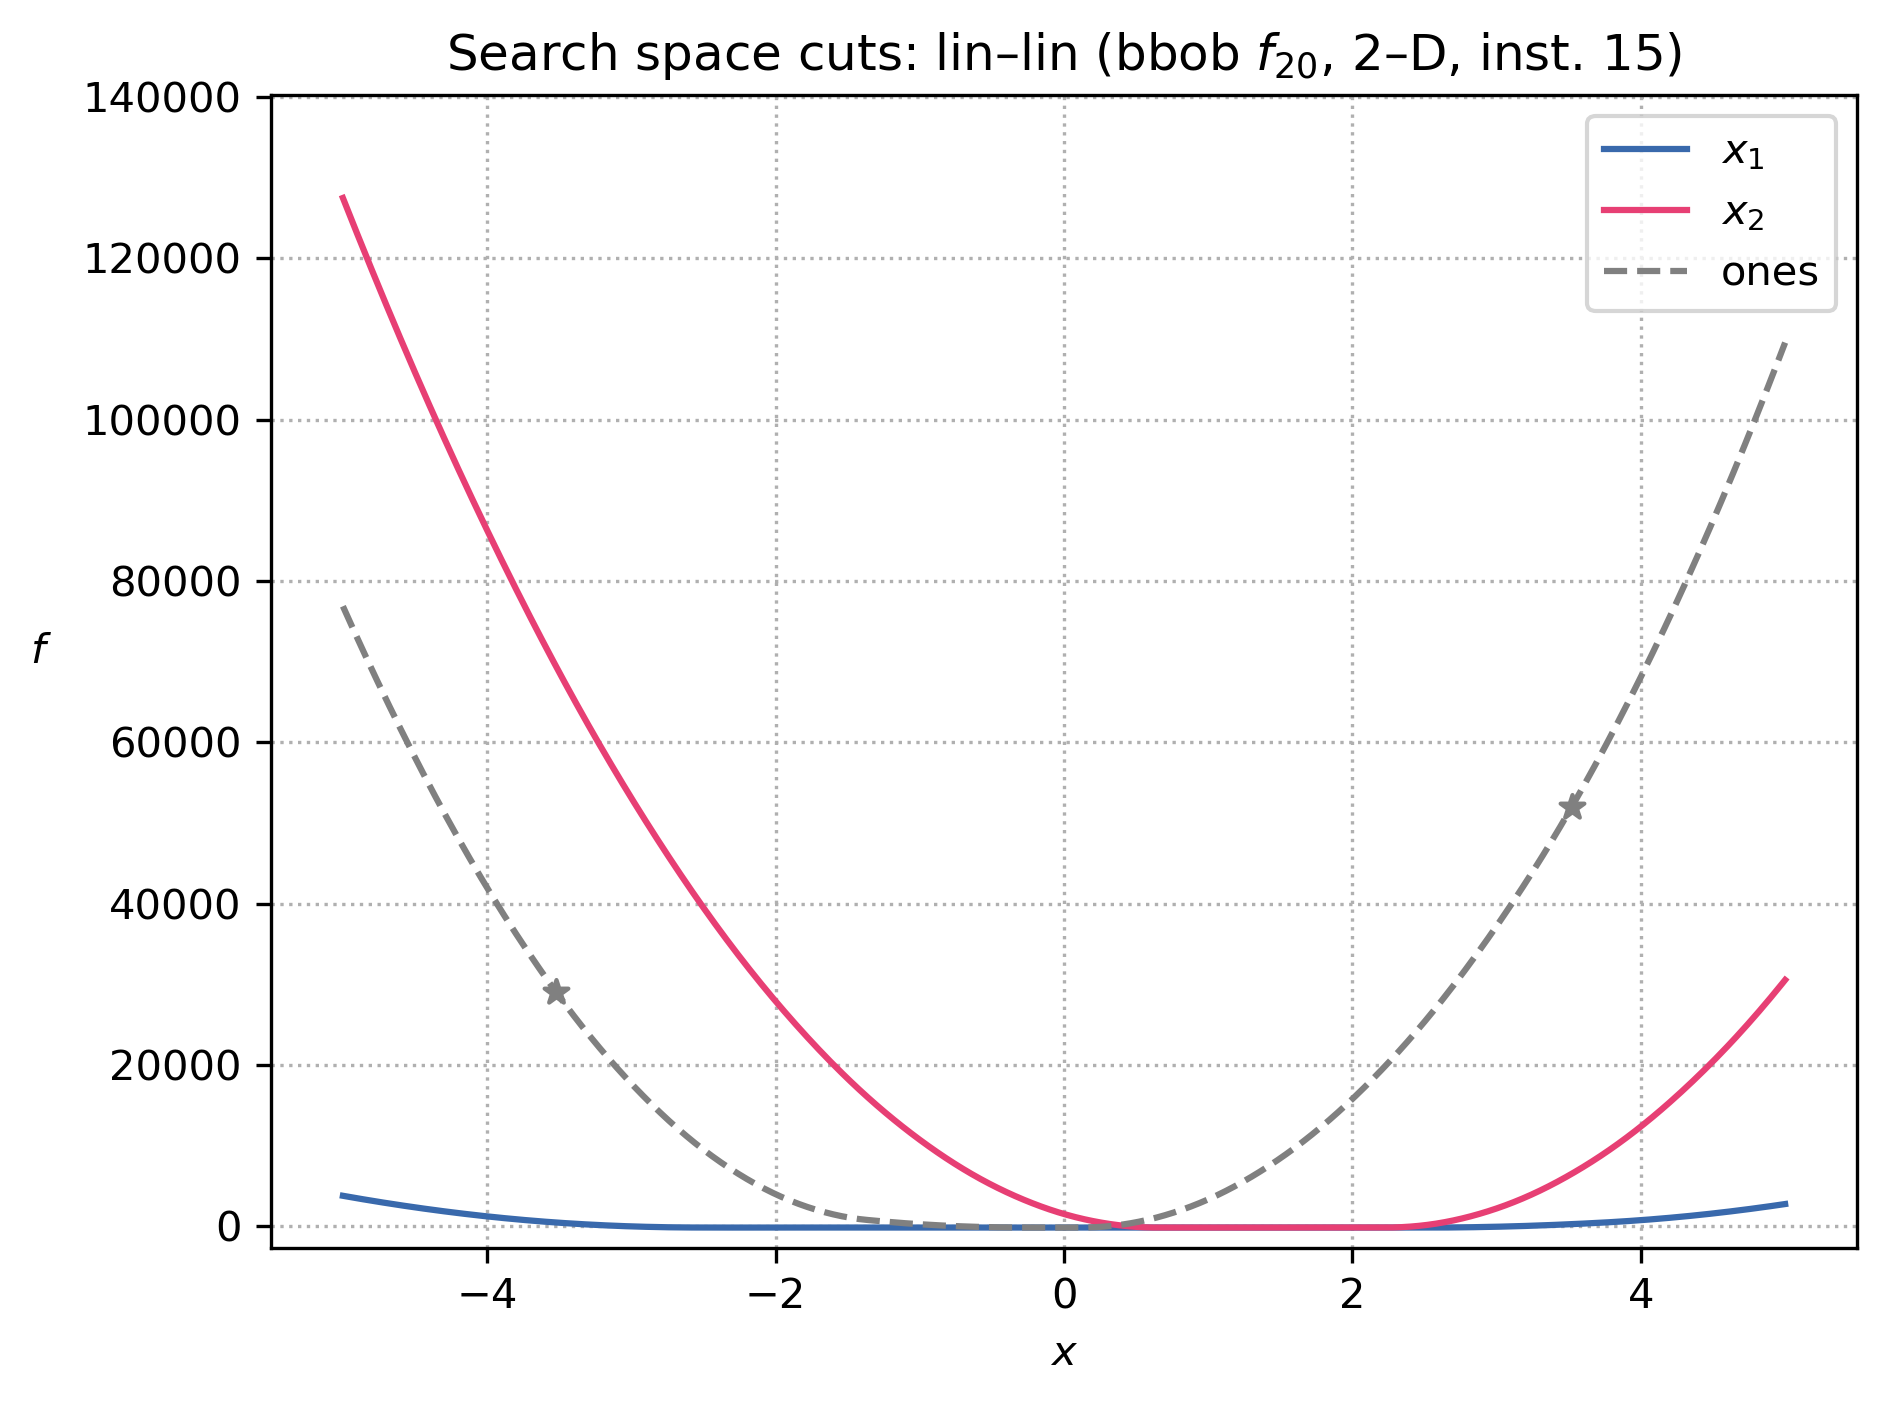 Search space cuts: lin–lin (bbob f20, 2–D, inst. 15)
140000
120000
100000
80000
60000
40000
20000
0
f
x1
x2
ones
−4 −2 0 2 4
x